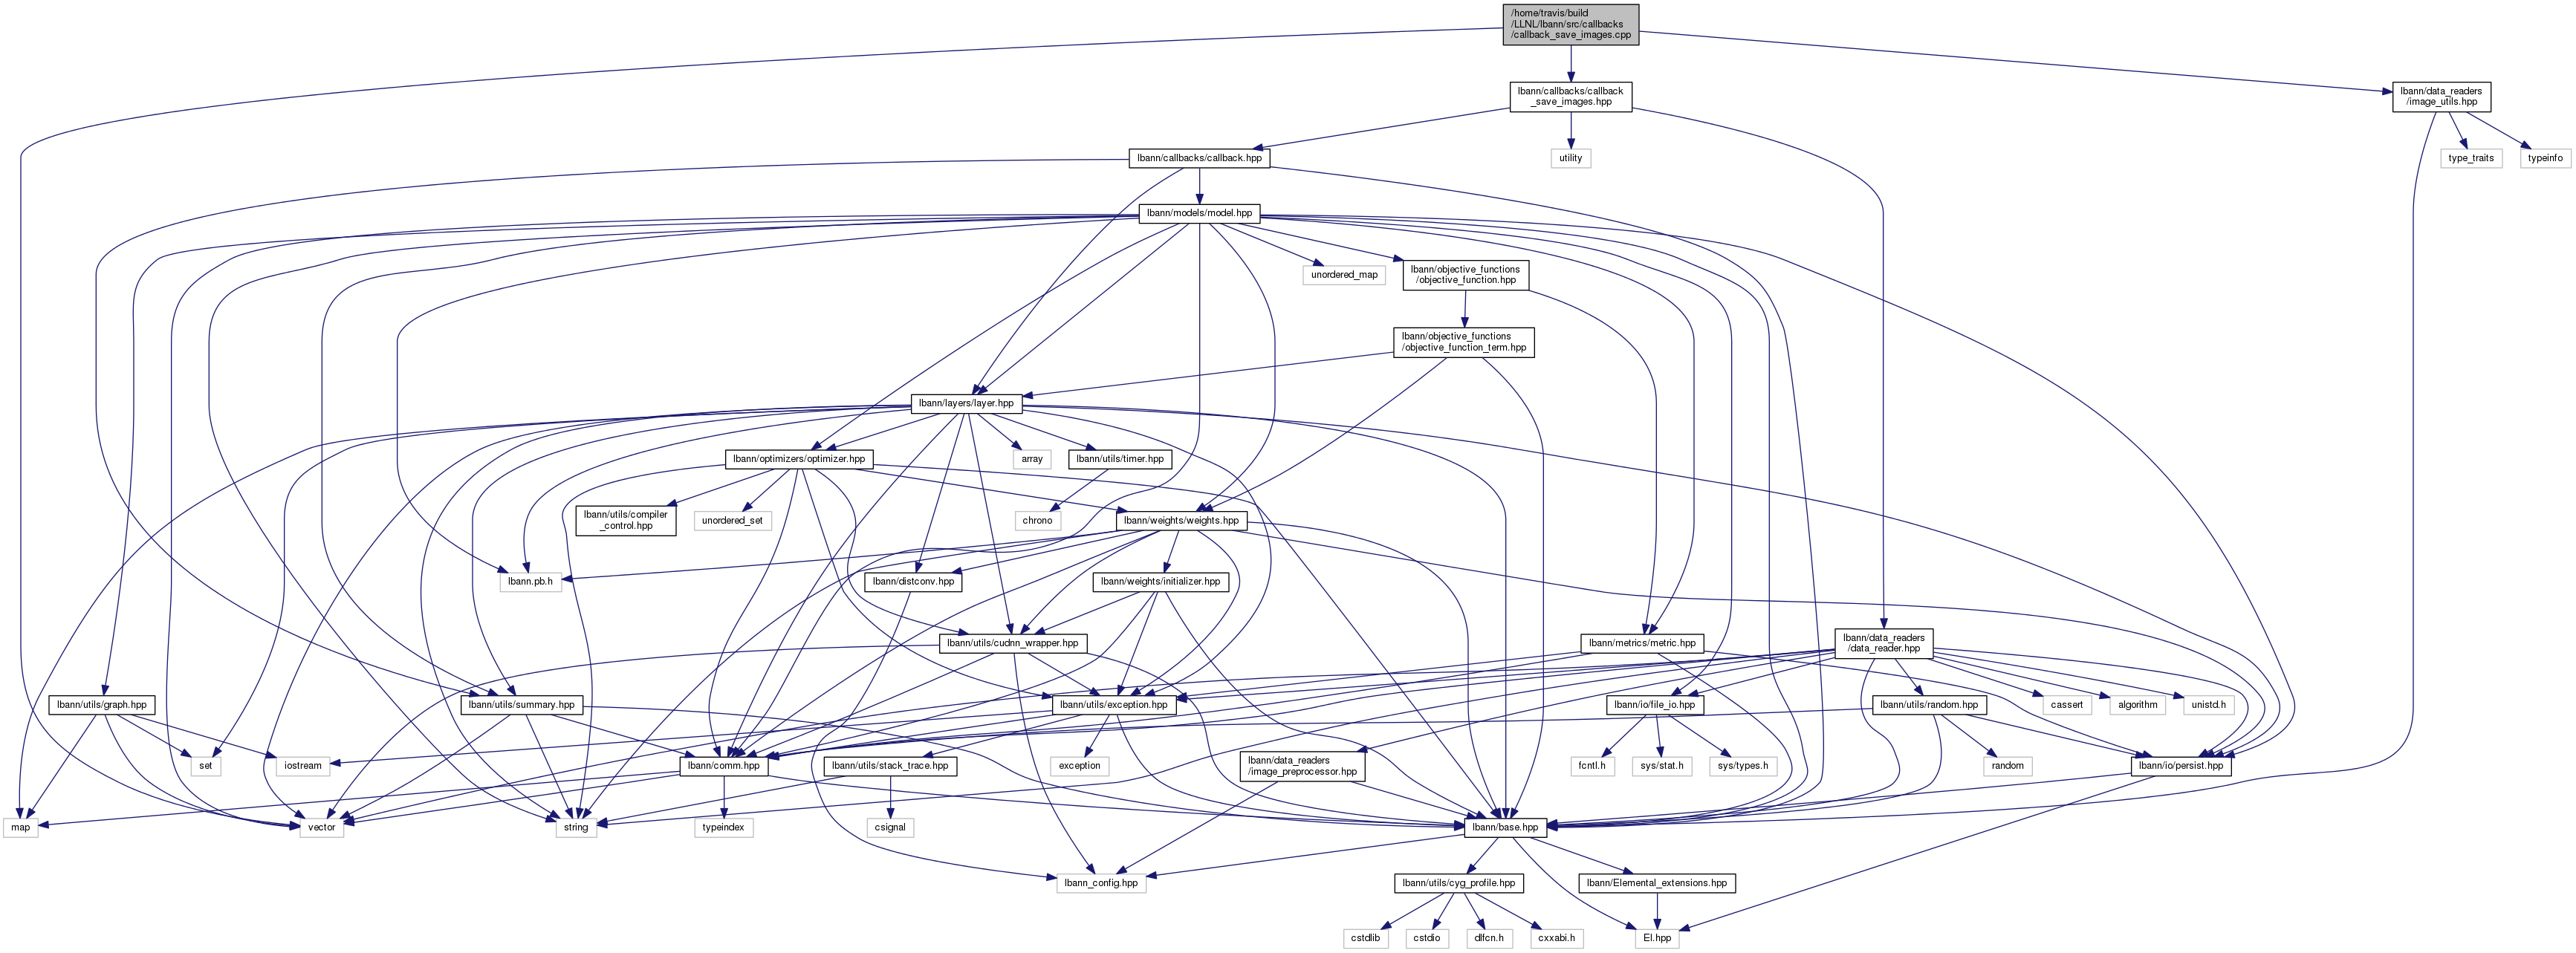 /home/travis/build
/LLNL/lbann/src/callbacks
/callback_save_images.cpp
lbann/callbacks/callback
_save_images.hpp
lbann/data_readers
/image_utils.hpp
lbann/callbacks/callback.hpp
utility
type_traits
typeinfo
lbann/models/model.hpp
unordered_map
lbann/objective_functions
/objective_function.hpp
lbann/objective_functions
/objective_function_term.hpp
lbann/layers/layer.hpp
lbann/optimizers/optimizer.hpp
array
lbann/utils/timer.hpp
lbann/utils/compiler
_control.hpp
unordered_set
chrono
lbann/weights/weights.hpp
lbann.pb.h
lbann/distconv.hpp
lbann/weights/initializer.hpp
lbann/utils/cudnn_wrapper.hpp
lbann/metrics/metric.hpp
lbann/data_readers
/data_reader.hpp
lbann/utils/graph.hpp
lbann/utils/summary.hpp
lbann/utils/exception.hpp
lbann/io/file_io.hpp
lbann/utils/random.hpp
cassert
algorithm
unistd.h
set
iostream
lbann/comm.hpp
lbann/utils/stack_trace.hpp
exception
lbann/data_readers
/image_preprocessor.hpp
fcntl.h
sys/stat.h
sys/types.h
random
lbann/io/persist.hpp
map
vector
string
typeindex
csignal
lbann/base.hpp
lbann_config.hpp
lbann/utils/cyg_profile.hpp
lbann/Elemental_extensions.hpp
cstdlib
cstdio
dlfcn.h
cxxabi.h
El.hpp